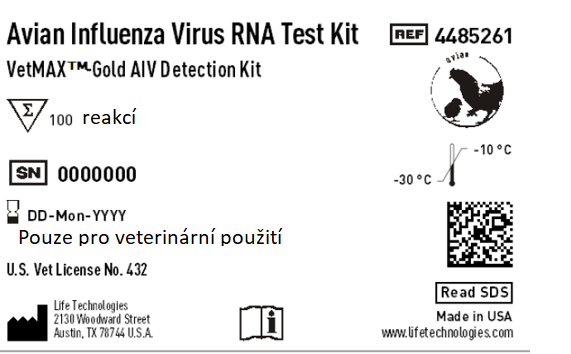 Avian Influenza Virus RNA Test Kit
REF 4485261
VetMAX™-Gold AIV Detection Kit
avian
Σ 100 reakcí
-10 °C
-30 °C
SN 0000000
DD-Mon-YYYY
Pouze pro veterinární použití
U.S. Vet License No. 432
Read SDS
Life Technologies
2130 Woodward Street
Austin, TX 78744 U.S.A.
i
Made in USA
www.lifetechnologies.com